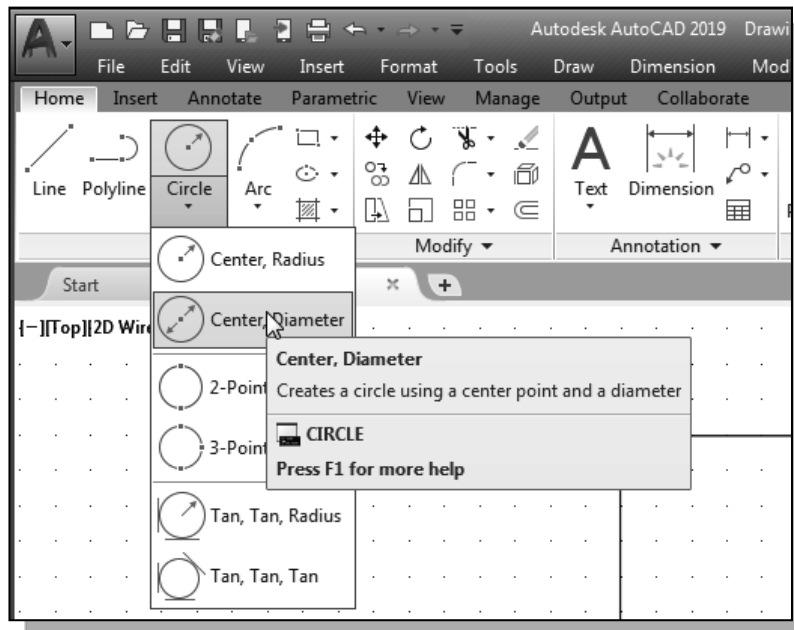 Autodesk AutoCAD 2019 Drawi
File Edit View Insert Format Tools Draw Dimension Mod
Home Insert Annotate Parametric View Manage Output Collaborate
Line Polyline Circle Arc Text Dimension
Modify Annotation
Start
[−][Top][2D Wire
Center, Radius
Center, Diameter
2-Point
3-Point
Tan, Tan, Radius
Tan, Tan, Tan
Center, Diameter
Creates a circle using a center point and a diameter
CIRCLE
Press F1 for more help